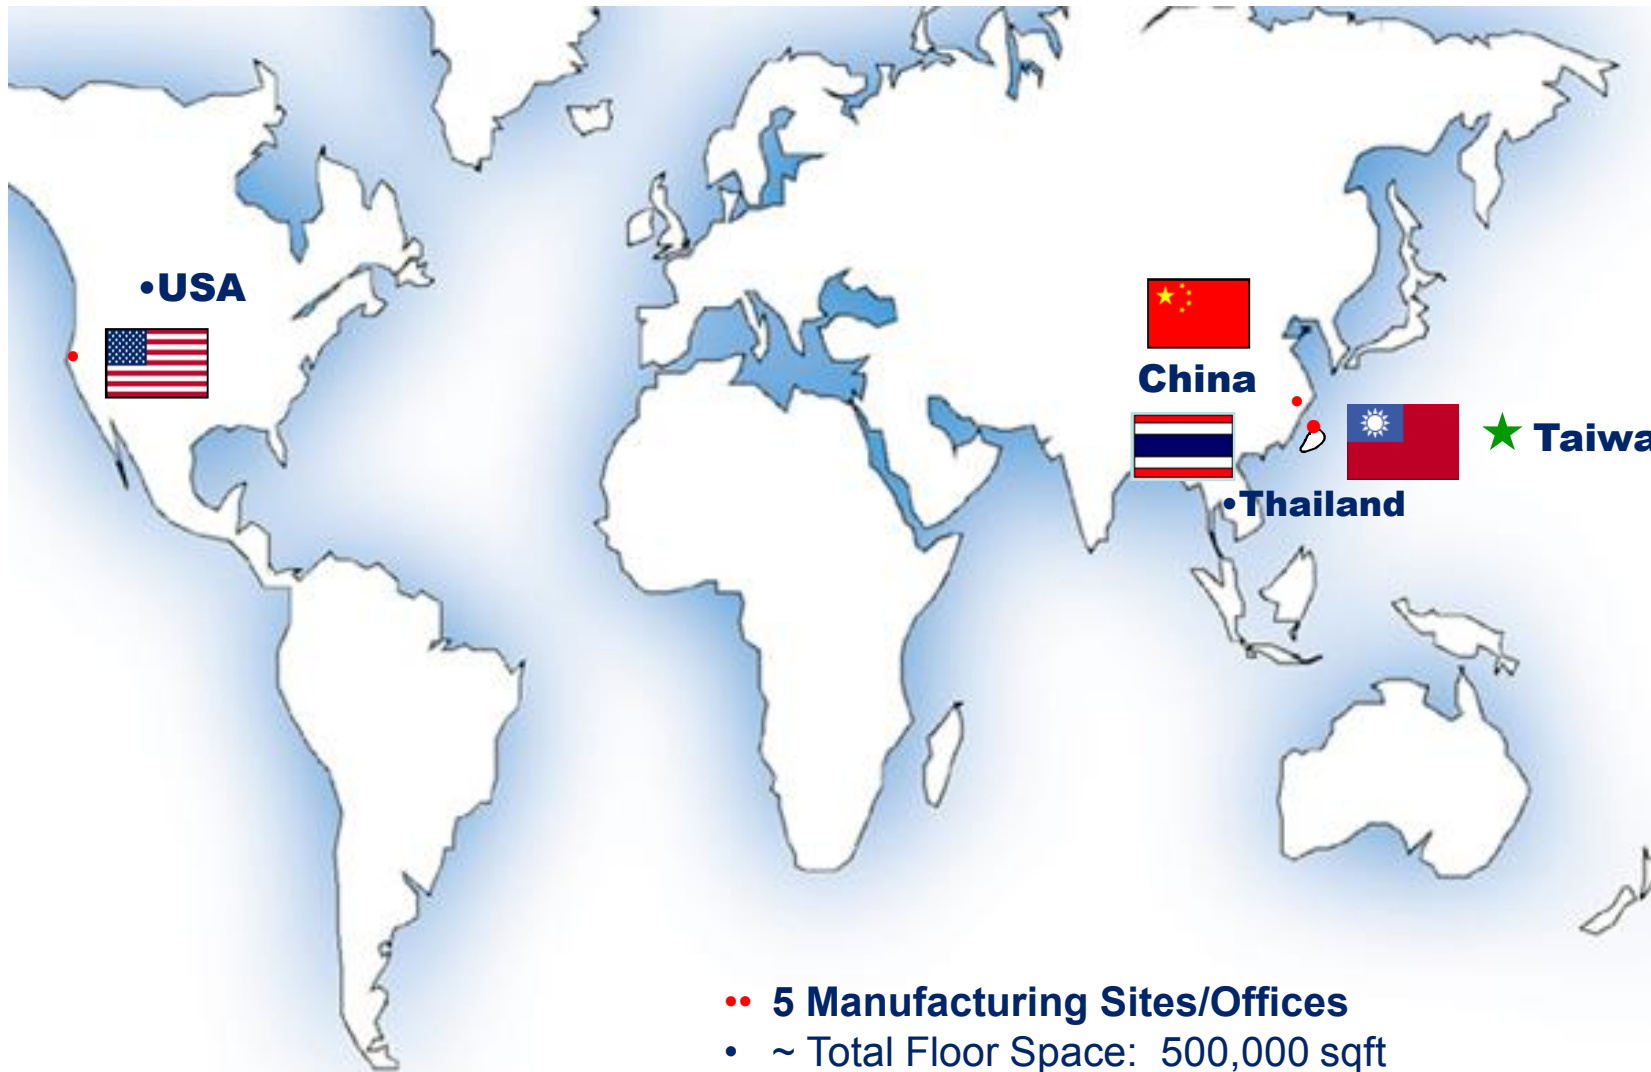 •USA
China
★ Taiwa
•Thailand
•• 5 Manufacturing Sites/Offices
• ~ Total Floor Space: 500,000 sqft